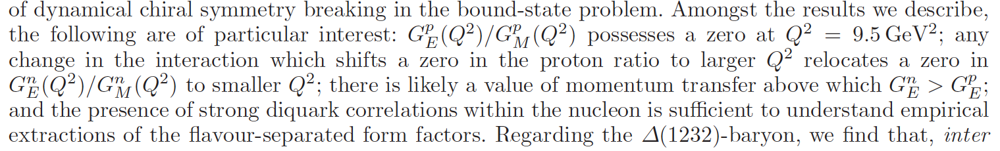 of dynamical chiral symmetry breaking in the bound-state problem. Amongst the results we describe,
the following are of particular interest: $G_E^p(Q^2)/G_M^p(Q^2)$ possesses a zero at $Q^2 = 9.5\,\mathrm{GeV}^2$; any
change in the interaction which shifts a zero in the proton ratio to larger $Q^2$ relocates a zero in
$G_E^n(Q^2)/G_M^n(Q^2)$ to smaller $Q^2$; there is likely a value of momentum transfer above which $G_E^n > G_E^p$;
and the presence of strong diquark correlations within the nucleon is sufficient to understand empirical
extractions of the flavour-separated form factors. Regarding the $\Delta(1232)$-baryon, we find that, inter